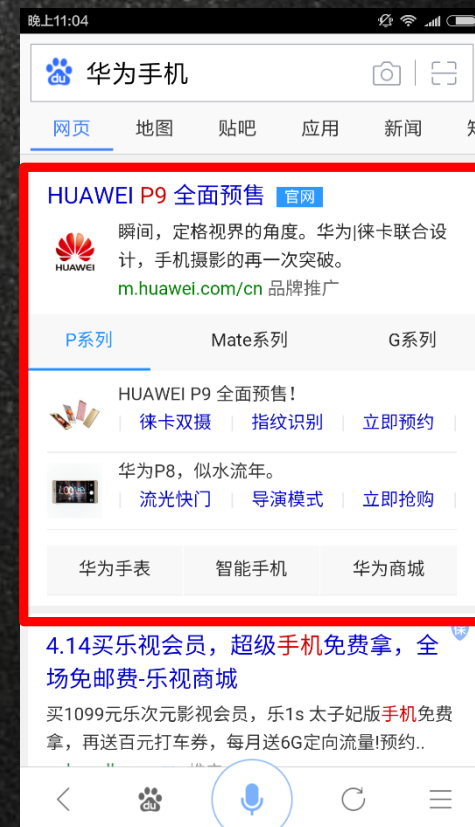 晚上11:04
华为手机
网页 地图 贴吧 应用 新闻
HUAWEI P9 全面预售 官网
瞬间，定格视界的角度。华为|徕卡联合设
计，手机摄影的再一次突破。
HUAWEI
m.huawei.com/cn 品牌推广
P系列 Mate系列 G系列
HUAWEI P9 全面预售！
徕卡双摄 指纹识别 立即预约
华为P8，似水流年。
流光快门 导演模式 立即抢购
华为手表 智能手机 华为商城
4.14买乐视会员，超级手机免费拿，全
场免邮费-乐视商城
保
买1099元乐次元影视会员，乐1s 太子妃版手机免费
拿，再送百元打车券，每月送6G定向流量!预约..
du